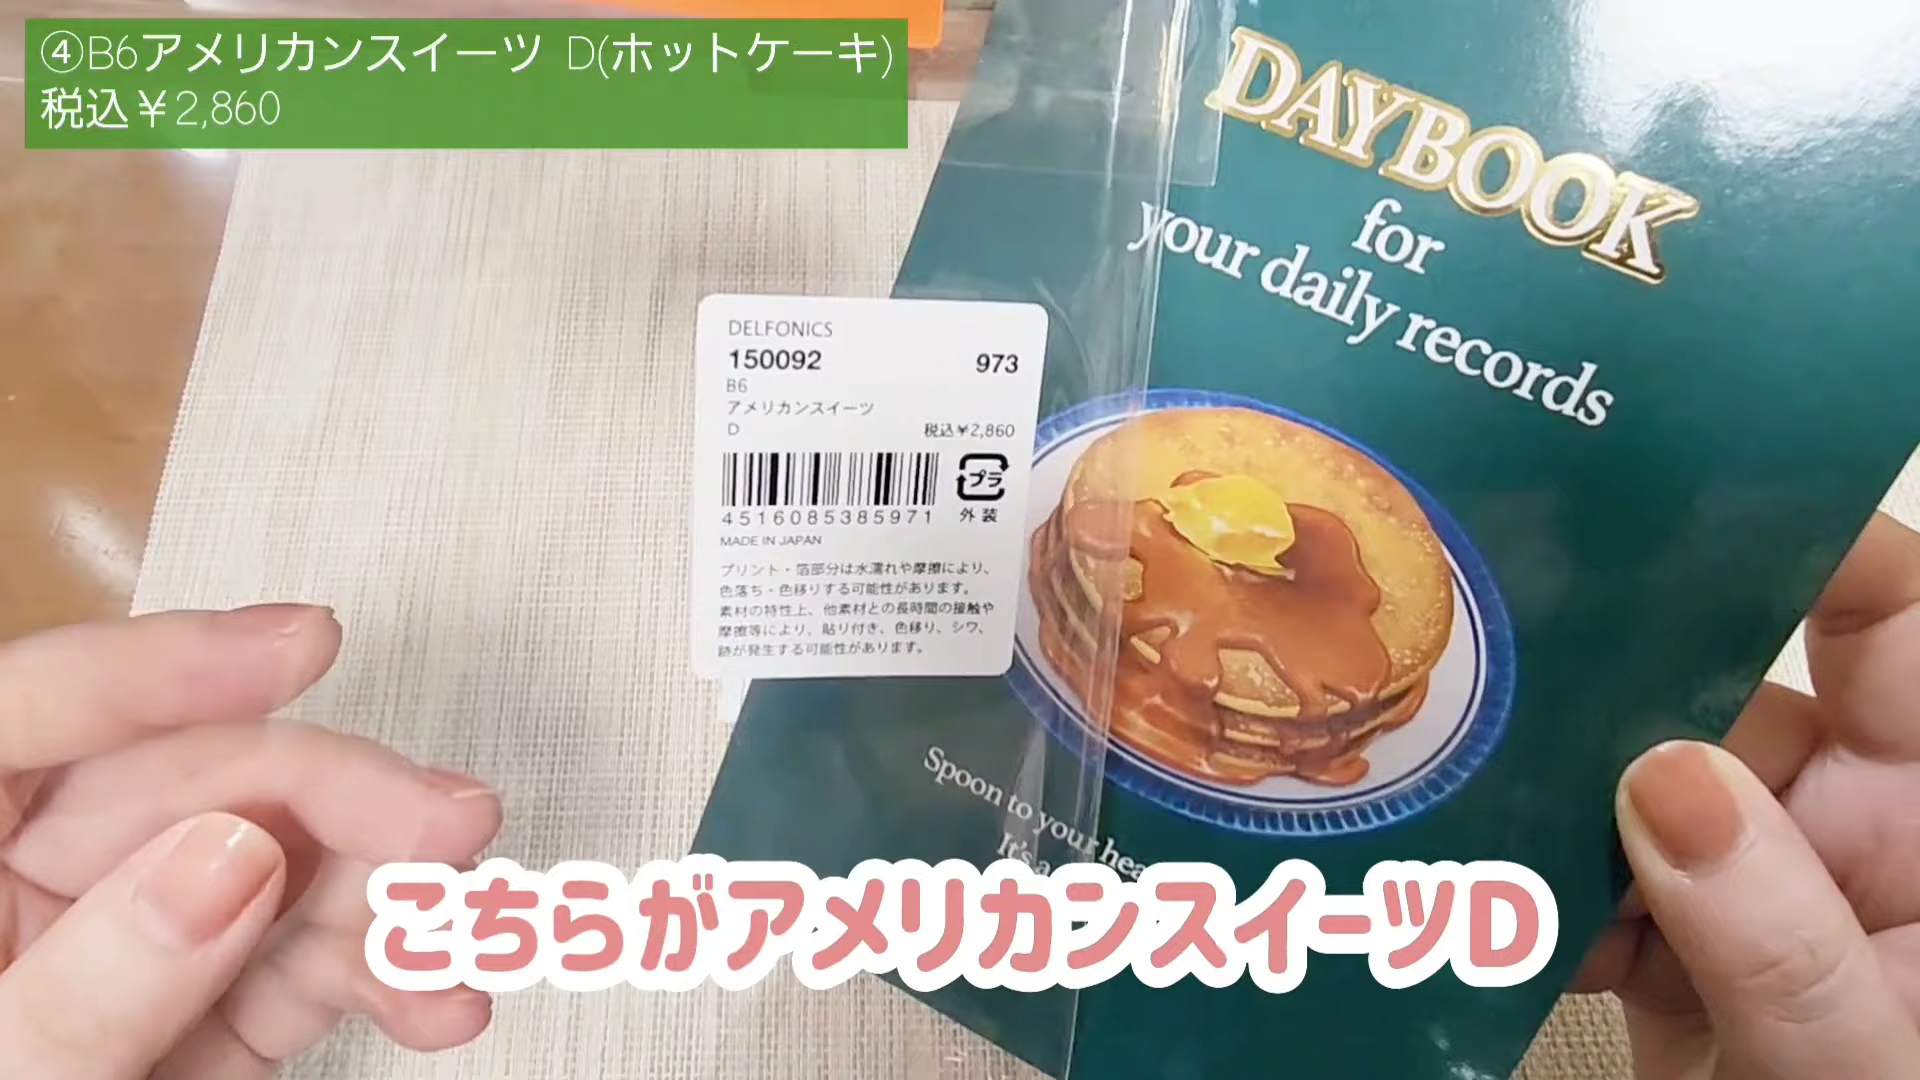 ④B6アメリカンスイーツ D(ホットケーキ)
税込￥2,860
DAYBOOK
for
your daily records
DELFONICS
150092 973
B6
アメリカンスイーツ
D 税込¥2,860
プラ
4516085385971 外装
MADE IN JAPAN
プリント・箔部分は水濡れや摩擦により、
色落ち・色移りする可能性があります。
素材の特性上、他素材との長時間の接触や
摩擦等により、貼り付き、色移り、シワ、
跡が発生する可能性があります。
Spoon to your
It's a
こちらがアメリカンスイーツD